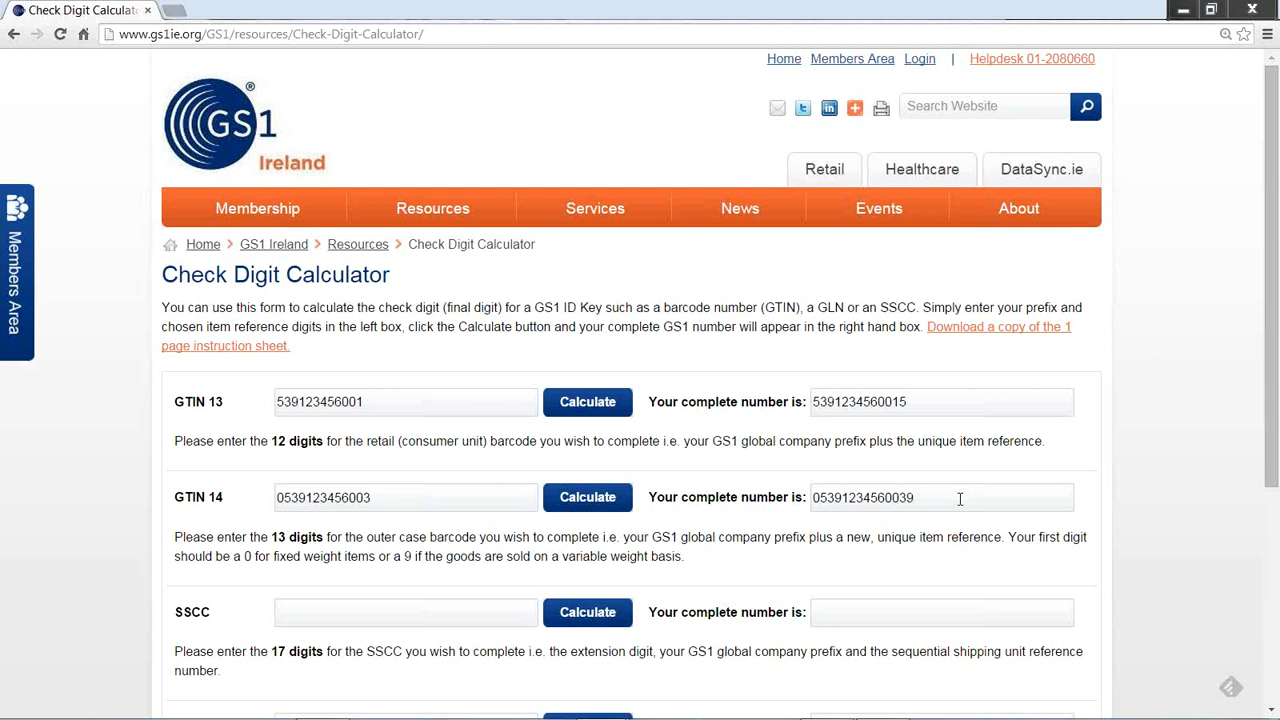 Check Digit Calculat
www.gs1ie.org/GS1/resources/Check-Digit-Calculator/
Home Members Area Login | Helpdesk 01-2080660
GS1
®
Ireland
Search Website
Retail Healthcare DataSync.ie
Membership Resources Services News Events About
Members Area
Home GS1 Ireland Resources Check Digit Calculator
Check Digit Calculator
You can use this form to calculate the check digit (final digit) for a GS1 ID Key such as a barcode number (GTIN), a GLN or an SSCC. Simply enter your prefix and
chosen item reference digits in the left box, click the Calculate button and your complete GS1 number will appear in the right hand box. Download a copy of the 1
page instruction sheet.
GTIN 13 539123456001 Calculate Your complete number is: 5391234560015
Please enter the 12 digits for the retail (consumer unit) barcode you wish to complete i.e. your GS1 global company prefix plus the unique item reference.
GTIN 14 0539123456003 Calculate Your complete number is: 05391234560039
Please enter the 13 digits for the outer case barcode you wish to complete i.e. your GS1 global company prefix plus a new, unique item reference. Your first digit
should be a 0 for fixed weight items or a 9 if the goods are sold on a variable weight basis.
SSCC Calculate Your complete number is:
Please enter the 17 digits for the SSCC you wish to complete i.e. the extension digit, your GS1 global company prefix and the sequential shipping unit reference
number.